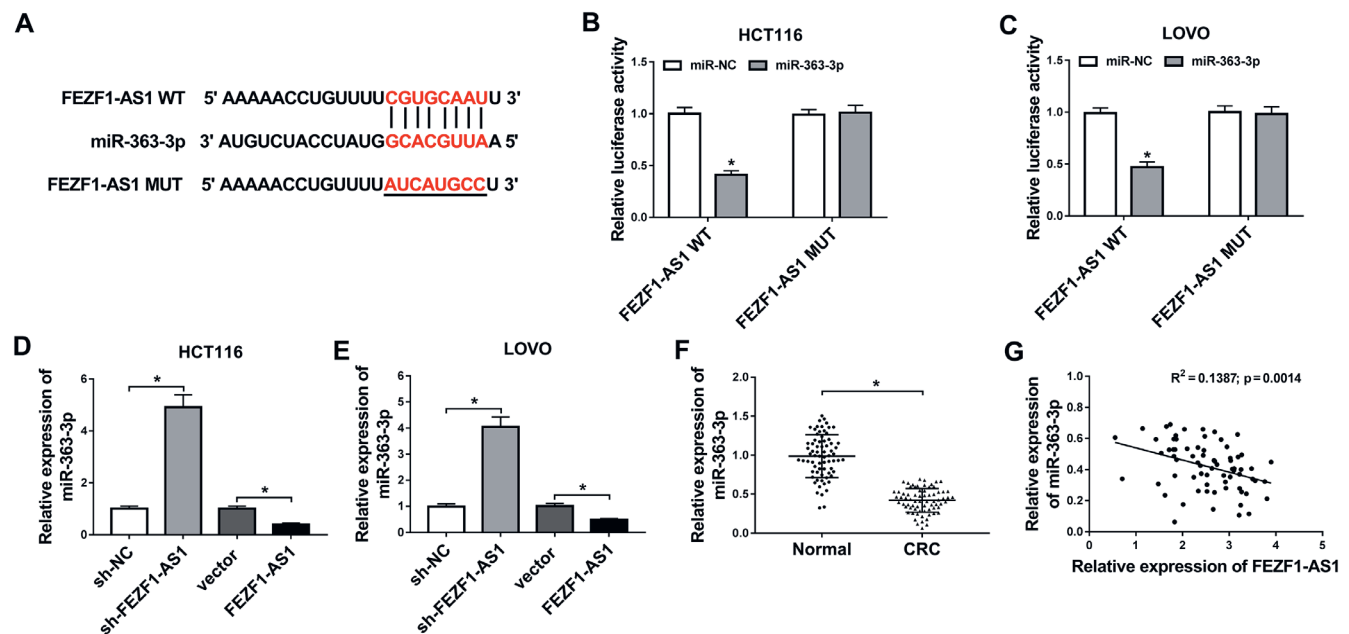 A
FEZF1-AS1 WT 5' AAAAACCUGUUUUCGUGCAAUU 3'
miR-363-3p 3' AUGUCUACCUAUGGCACGUUAA 5'
FEZF1-AS1 MUT 5' AAAAACCUGUUUUAUCAUGCCU 3'
B
HCT116
miR-NC miR-363-3p
Relative luciferase activity
1.5
1.0
0.5
0.0
*
FEZF1-AS1 WT
FEZF1-AS1 MUT
C
LOVO
miR-NC miR-363-3p
Relative luciferase activity
1.5
1.0
0.5
0.0
*
FEZF1-AS1 WT
FEZF1-AS1 MUT
D
HCT116
Relative expression of
miR-363-3p
6
4
2
0
*
*
sh-NC
sh-FEZF1-AS1
vector
FEZF1-AS1
E
LOVO
Relative expression of
miR-363-3p
6
5
4
3
2
1
0
*
*
sh-NC
sh-FEZF1-AS1
vector
FEZF1-AS1
F
Relative expression of
miR-363-3p
2.0
1.5
1.0
0.5
0.0
*
Normal
CRC
G
R2 = 0.1387; p = 0.0014
Relative expression
of miR-363-3p
1.0
0.8
0.6
0.4
0.2
0.0
0 1 2 3 4 5
Relative expression of FEZF1-AS1